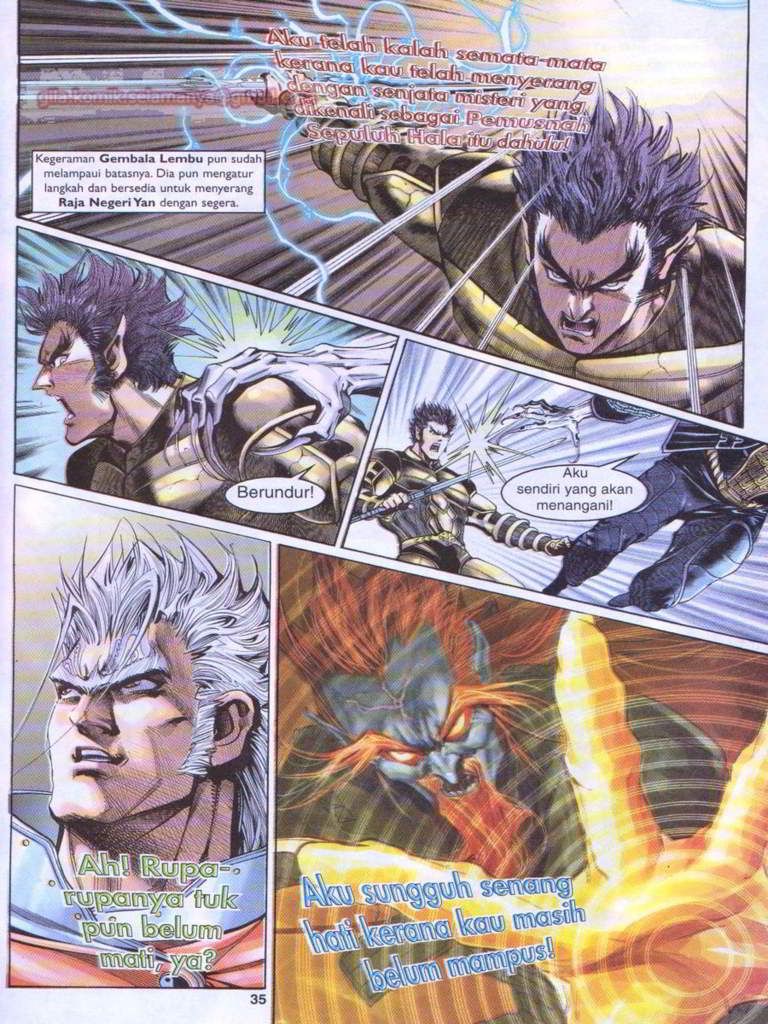 Aku telah kalah semata-mata
kerana kau telah menyerang
dengan senjata misteri yang
dikenali sebagai Pemusnah
Sepuluh Hala itu dahulu!
Kegeraman Gembala Lembu pun sudah
melampaui batasnya. Dia pun mengatur
langkah dan bersedia untuk menyerang
Raja Negeri Yan dengan segera.
Berundur!
Aku
sendiri yang akan
menangani!
Ah! Rupa-
rupanya tuk
pun belum
mati, ya?
Aku sungguh senang
hati kerana kau masih
belum mampus!
35